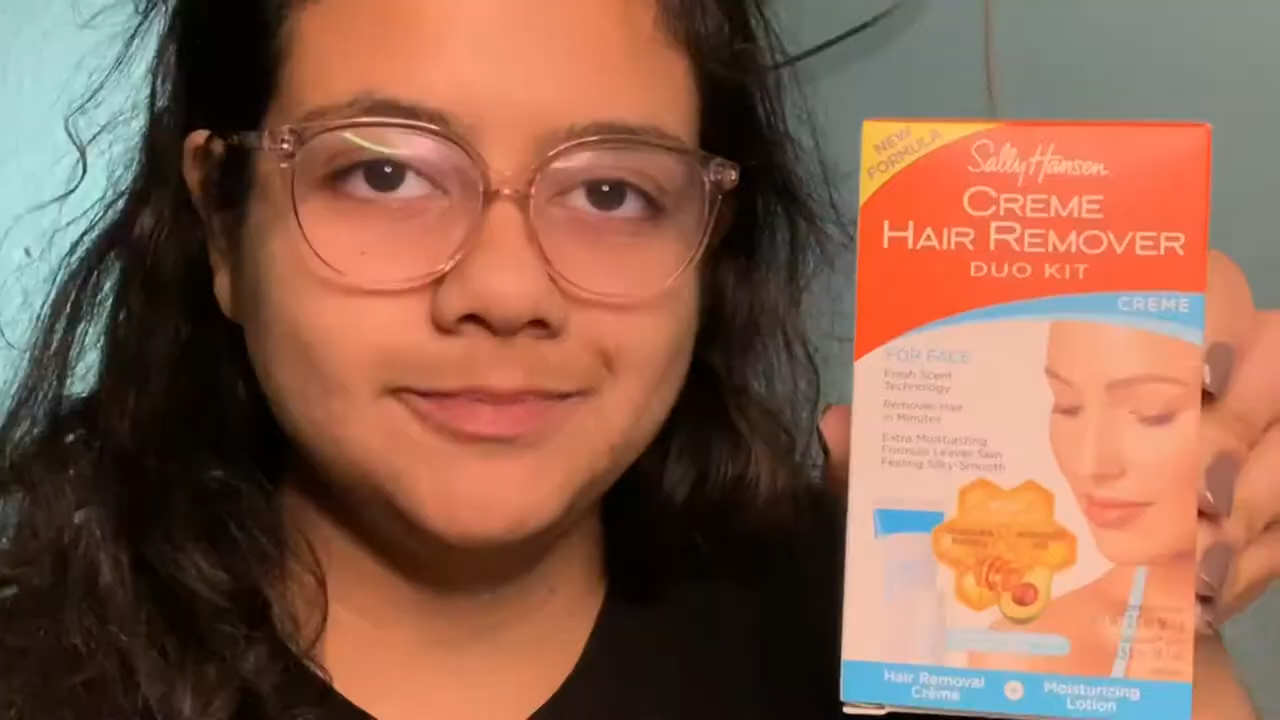 NEW
FORMULA
Sally Hansen
CREME
HAIR REMOVER
DUO KIT
CREME
FOR FACE
Fresh Scent
Technology
Removes Hair
in Minutes
Extra Moisturizing
Formula Leaves Skin
Feeling Silky-Smooth
Hair Removal
Crème
+
Moisturizing
Lotion